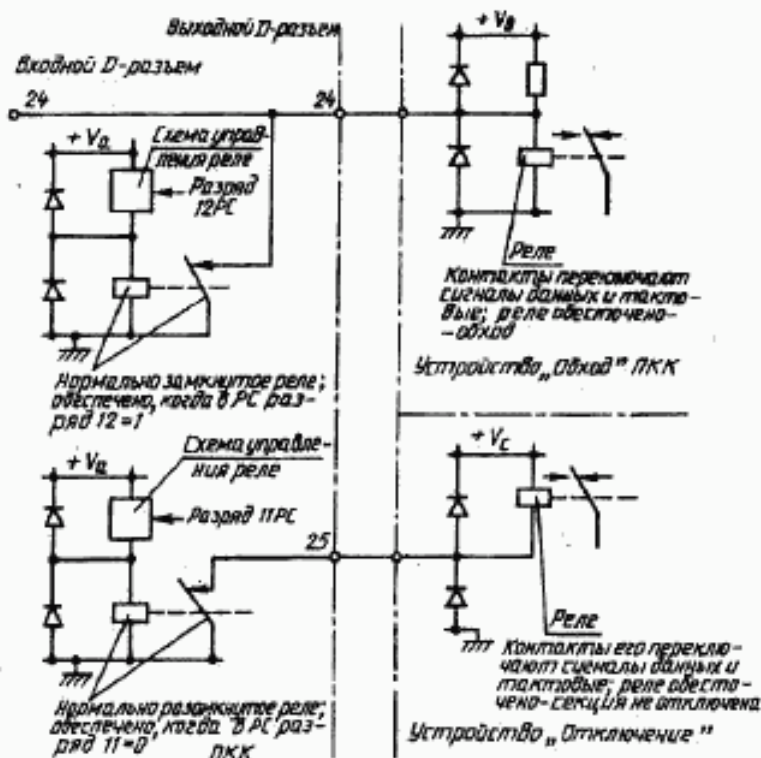 Выходной D-разъем
+ V_B
Входной D-разъем
24
24
+ V_a
Схема управ-
ления реле
Разряд
12РС
Реле
Контакты переключают
сигналы данных и такто-
вые; реле обесточено-
-обход
Нормально замкнутое реле;
обеспечено, когда в РС раз-
ряд 12=1
Устройство „Обход” ПКК
+ V_a
Схема управле-
ния реле
Разряд 11РС
25
+ V_C
Реле
Контакты его переклю-
чают сигналы данных и
тактовые; реле обесто-
чено-секция не отключена
Нормально разамкнутое реле;
обеспечено, когда в РС раз-
ряд 11=0
ПКК
Устройство „Отключение”